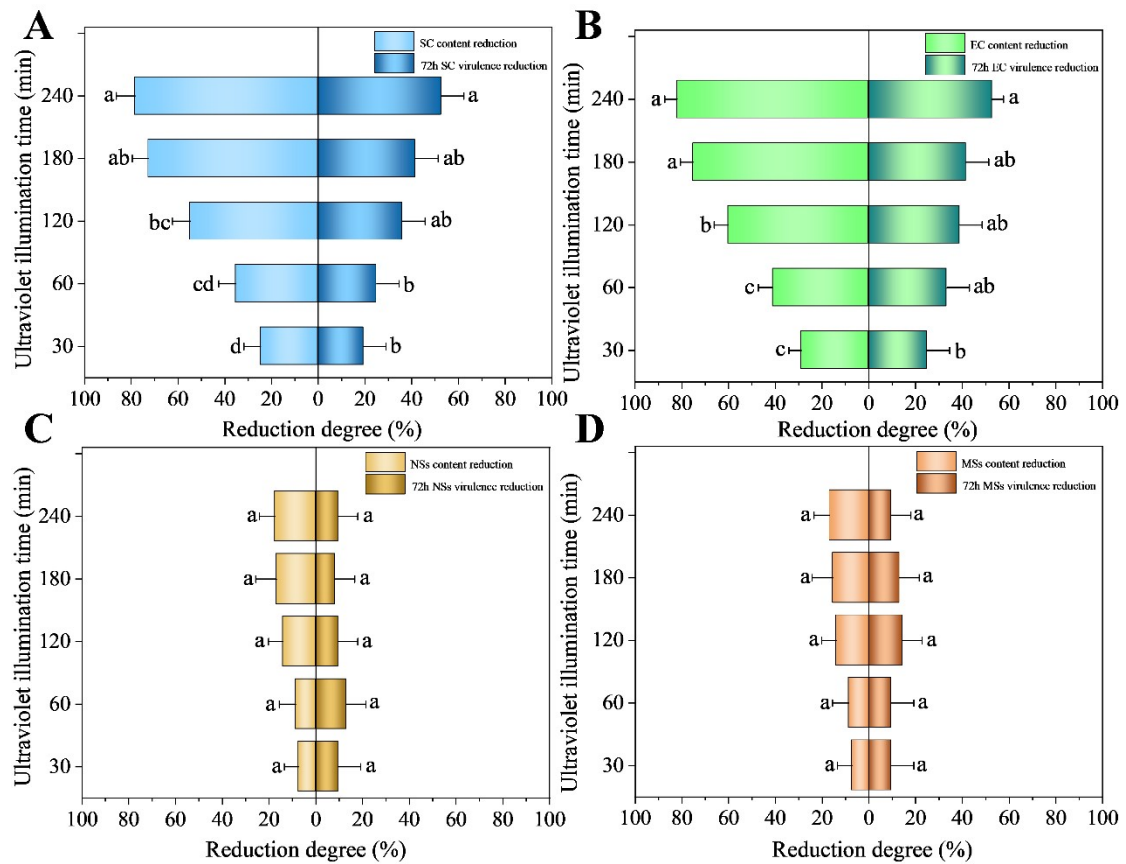 A
SC content reduction
72h SC virulence reduction
Ultraviolet illumination time (min)
240
180
120
60
30
a
a
ab
ab
bc
ab
cd
b
d
b
100 80 60 40 20 0 20 40 60 80 100
Reduction degree (%)
B
EC content reduction
72h EC virulence reduction
Ultraviolet illumination time (min)
240
180
120
60
30
a
a
a
ab
b
ab
c
ab
c
b
100 80 60 40 20 0 20 40 60 80 100
Reduction degree (%)
C
NSs content reduction
72h NSs virulence reduction
Ultraviolet illumination time (min)
240
180
120
60
30
a
a
a
a
a
a
a
a
a
a
100 80 60 40 20 0 20 40 60 80 100
Reduction degree (%)
D
MSs content reduction
72h MSs virulence reduction
Ultraviolet illumination time (min)
240
180
120
60
30
a
a
a
a
a
a
a
a
a
a
100 80 60 40 20 0 20 40 60 80 100
Reduction degree (%)